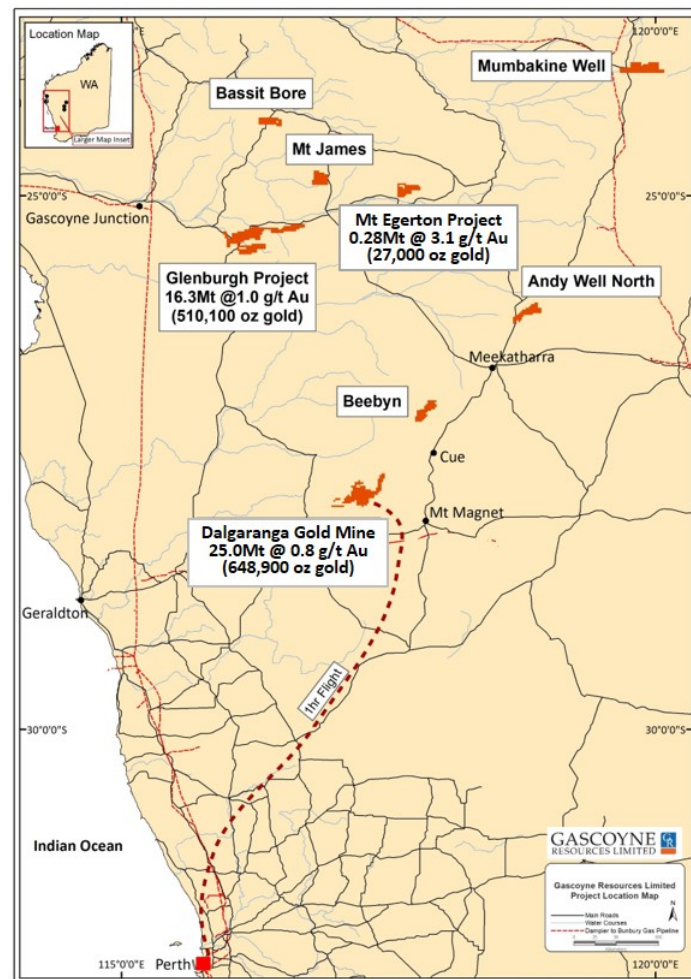 Location Map
WA
Larger Map Inset
120°0'0"S
Mumbakine Well
Bassit Bore
Mt James
25°0'0"S
25°0'0"S
Gascoyne Junction
Mt Egerton Project
0.28Mt @ 3.1 g/t Au
(27,000 oz gold)
Glenburgh Project
16.3Mt @1.0 g/t Au
(510,100 oz gold)
Andy Well North
Meekatharra
Beebyn
Cue
Mt Magnet
Dalgaranga Gold Mine
25.0Mt @ 0.8 g/t Au
(648,900 oz gold)
Geraldton
1hr Flight
30°0'0"S
30°0'0"S
Indian Ocean
GASCOYNE
RESOURCES LIMITED
Gascoyne Resources Limited
Project Location Map
N
Main Roads
Water Courses
Dampier to Bunbury Gas Pipeline
Perth
115°0'0"E
120°0'0"E